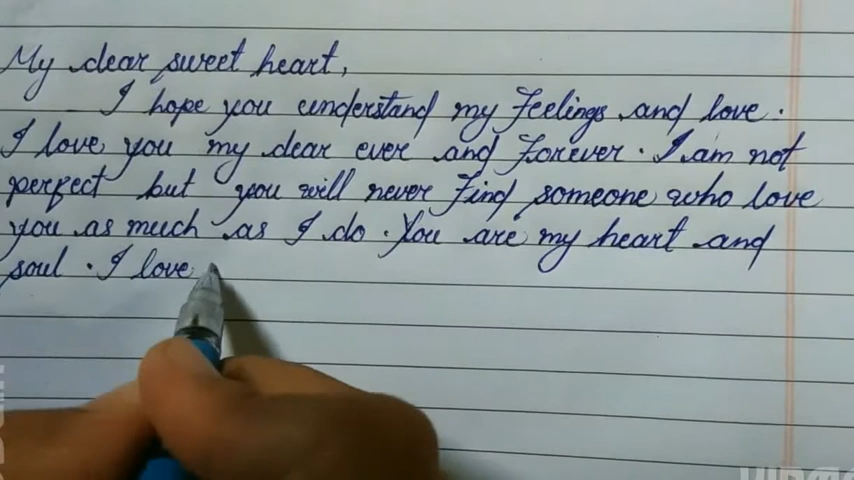 My dear sweet heart,
I hope you understand my feelings and love.
I love you my dear ever and forever. I am not
perfect but you will never find someone who love
you as much as I do. You are my heart and
soul. I love